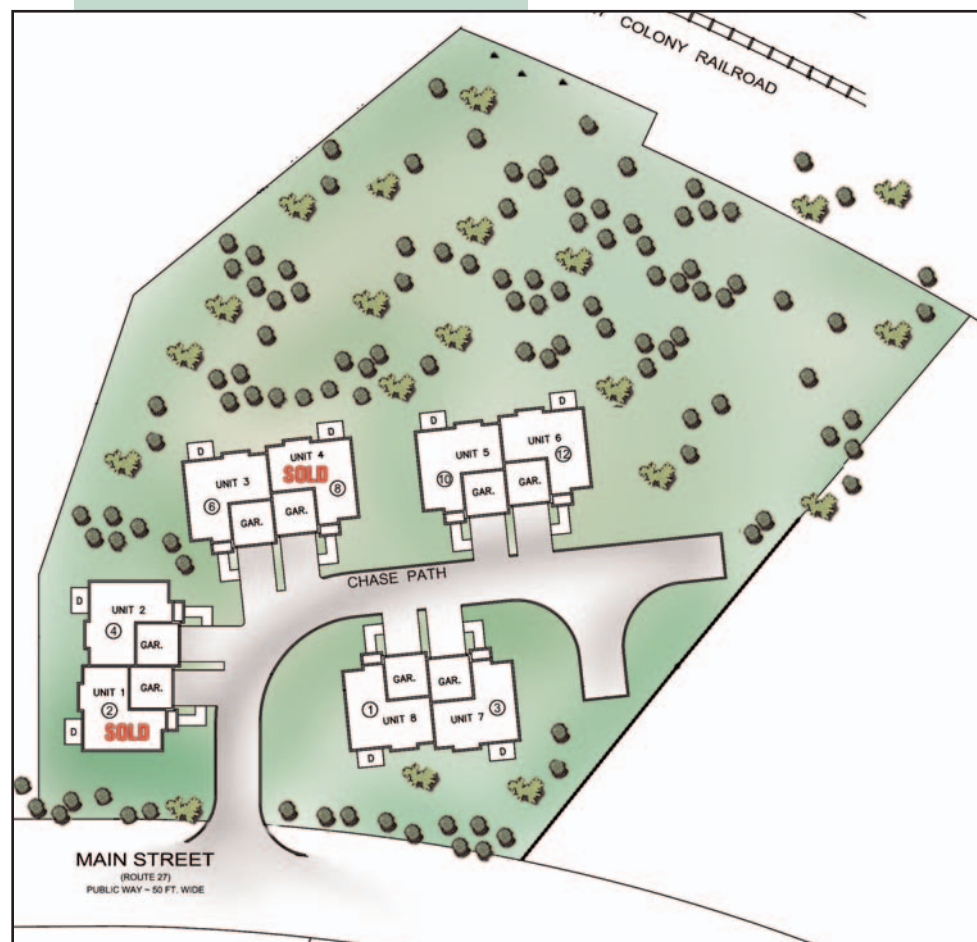 COLONY RAILROAD
D
D
UNIT 4
SOLD
UNIT 3
8
6
GAR.
GAR.
D
D
UNIT 6
UNIT 5
12
10
GAR.
GAR.
CHASE PATH
D
UNIT 2
4
GAR.
UNIT 1
GAR.
2
SOLD
D
GAR.
GAR.
1
3
UNIT 8
UNIT 7
D
D
MAIN STREET
(ROUTE 27)
PUBLIC WAY ~ 50 FT. WIDE